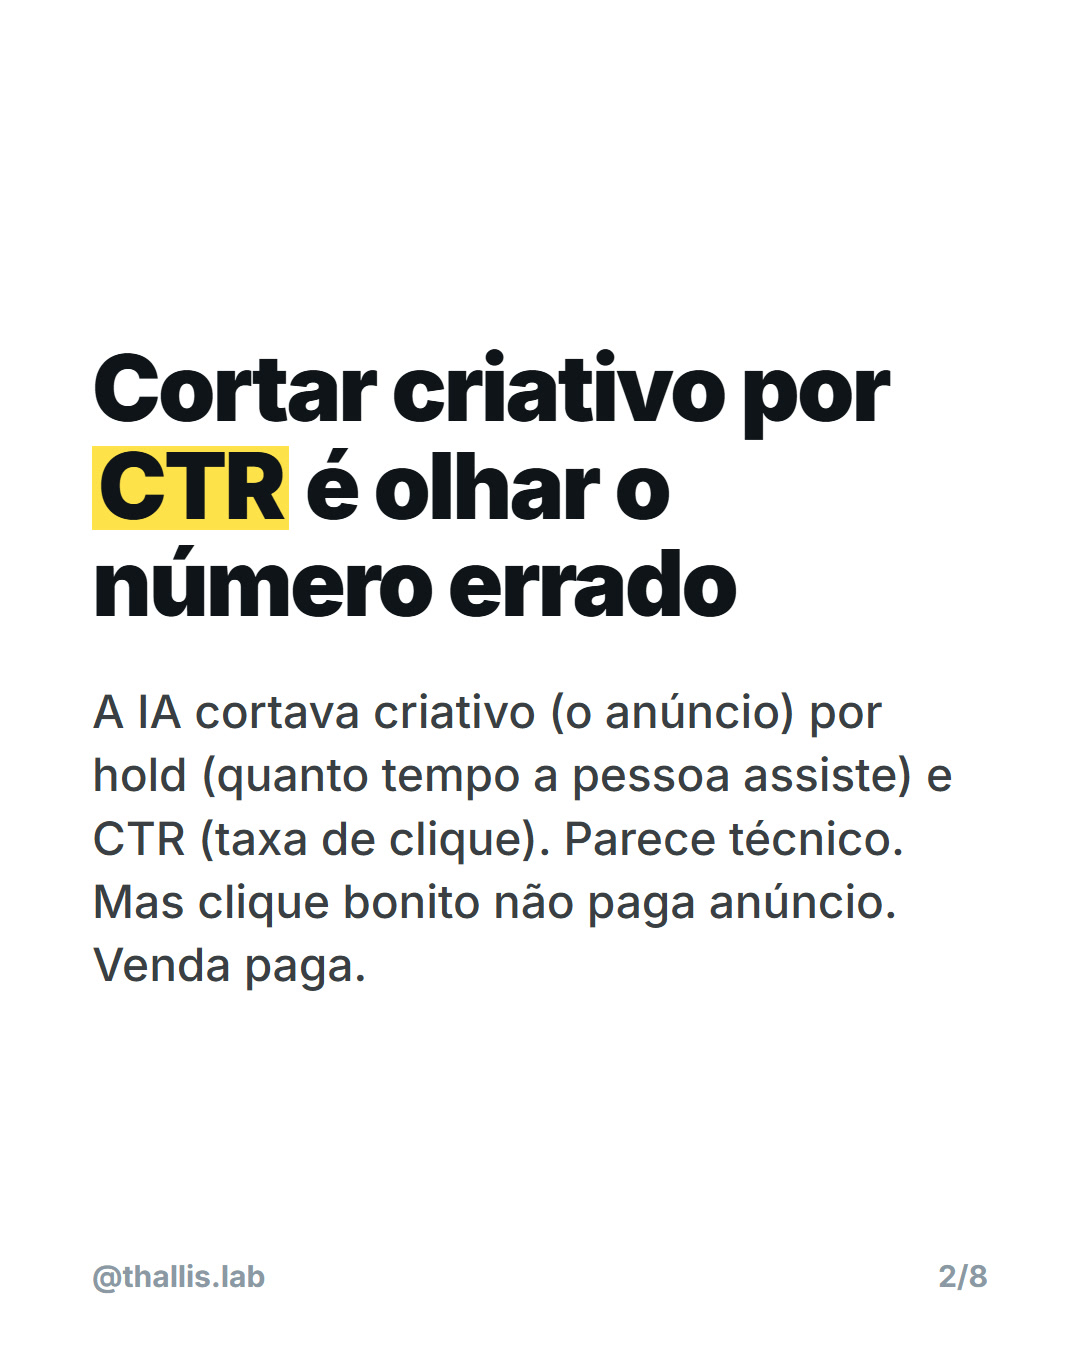 Cortar criativo por
CTR é olhar o
número errado
A IA cortava criativo (o anúncio) por
hold (quanto tempo a pessoa assiste) e
CTR (taxa de clique). Parece técnico.
Mas clique bonito não paga anúncio.
Venda paga.
@thallis.lab
2/8